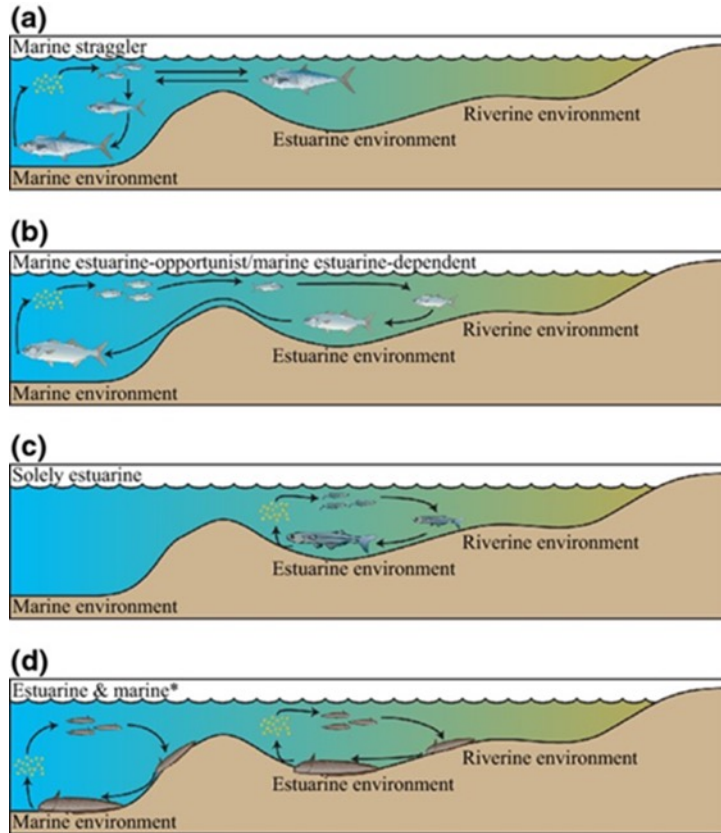 (a)
Marine straggler
Riverine environment
Estuarine environment
Marine environment
(b)
Marine estuarine-opportunist/marine estuarine-dependent
Riverine environment
Estuarine environment
Marine environment
(c)
Solely estuarine
Riverine environment
Estuarine environment
Marine environment
(d)
Estuarine & marine*
Riverine environment
Estuarine environment
Marine environment